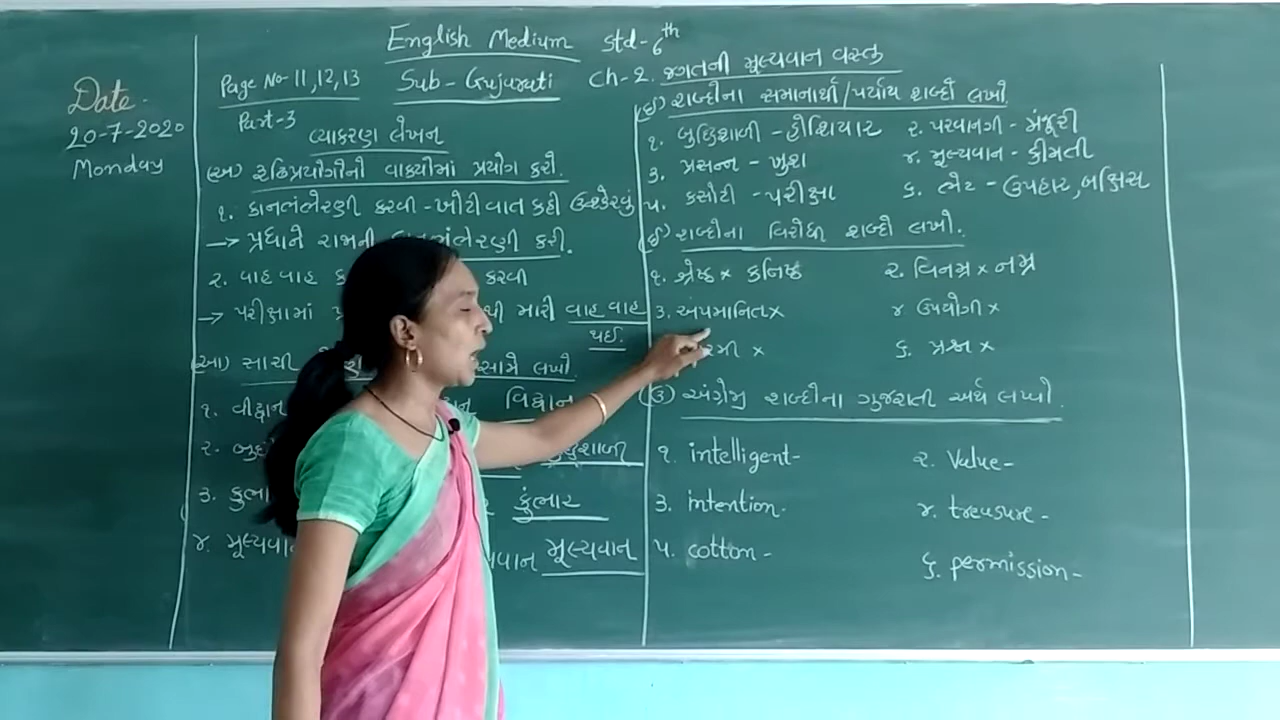 English Medium std-6th
Date.
20-7-2020
Monday
Page No-11,12,13
Sub - Gujarati
Ch-2. જગતની મૂલ્યવાન વસ્તુ
Part-3
વ્યાકરણ લેખન
(અ) રૂઢિપ્રયોગોનો વાક્યોમાં પ્રયોગ કરો.
૧. કાનભંભેરણી કરવી - ખોટી વાત કહી ઉશ્કેરવું
→ પ્રધાને રાજાની કાનભંભેરણી કરી.
૨. વાહ વાહ કરવી
→ પરીક્ષામાં મારી વાહ વાહ
થઈ.
(આ) સાચી સામે લખો.
૧. વીદ્વાન વિદ્વાન
૨. બુદ્ધિશાળી
૩. કુંભાર
૪. મૂલ્યવાન મૂલ્યવાન
(ઇ) શબ્દોના સમાનાર્થી/પર્યાય શબ્દો લખો.
૧. બુદ્ધિશાળી - હોશિયાર ૨. પરવાનગી - મંજૂરી
૩. પ્રસન્ન - ખુશ ૪. મૂલ્યવાન - કીમતી
૫. કસોટી - પરીક્ષા ૬. ભેટ - ઉપહાર, બક્ષિસ
(ઈ) શબ્દોના વિરોધી શબ્દો લખો.
૧. શ્રેષ્ઠ × કનિષ્ઠ ૨. વિનમ્ર × નમ્ર
૩. અપમાનિત × ૪ ઉપયોગી ×
× ૬. પ્રશ્ન ×
(ઉ) અંગ્રેજી શબ્દોના ગુજરાતી અર્થ લખો.
૧. intelligent- ૨. Value-
૩. intention- ૪. treasure-
૫. cotton- ૬. permission-